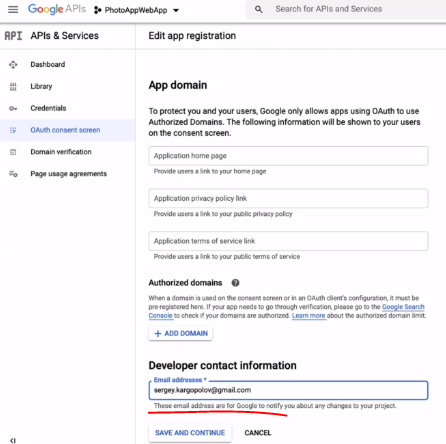 Google APIs PhotoAppWebApp Search for APIs and Services
API APIs & Services Edit app registration
Dashboard
Library
Credentials
OAuth consent screen
Domain verification
Page usage agreements
App domain
To protect you and your users, Google only allows apps using OAuth to use
Authorized Domains. The following information will be shown to your users
on the consent screen.
Application home page
Provide users a link to your home page
Application privacy policy link
Provide users a link to your public privacy policy
Application terms of service link
Provide users a link to your public terms of service
Authorized domains
When a domain is used on the consent screen or in an OAuth client's configuration, it must be
pre-registered here. If your app needs to go through verification, please go to the Google Search
Console to check if your domains are authorized. Learn more about the authorized domain limit.
+ ADD DOMAIN
Developer contact information
Email addresses *
sergey.kargopolov@gmail.com
These email address are for Google to notify you about any changes to your project.
SAVE AND CONTINUE CANCEL